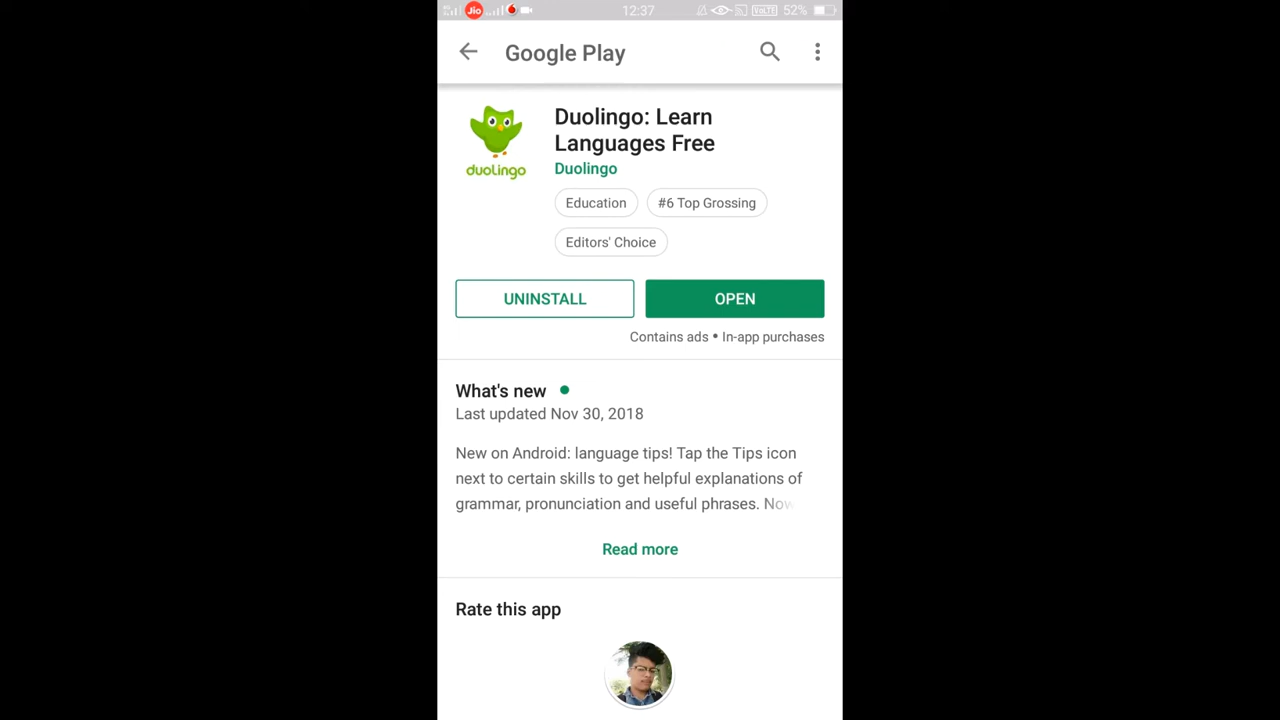 Jio 12:37 VoLTE 52%
Google Play
Duolingo: Learn
Languages Free
duolingo
Duolingo
Education #6 Top Grossing
Editors' Choice
UNINSTALL OPEN
Contains ads • In-app purchases
What's new
Last updated Nov 30, 2018
New on Android: language tips! Tap the Tips icon
next to certain skills to get helpful explanations of
grammar, pronunciation and useful phrases. Now
Read more
Rate this app